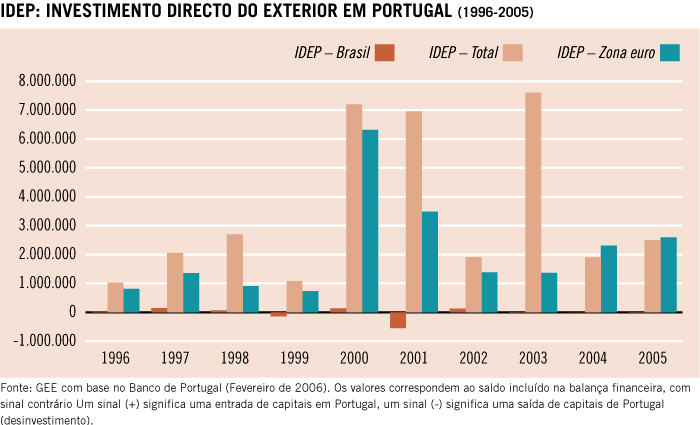 IDEP: INVESTIMENTO DIRECTO DO EXTERIOR EM PORTUGAL (1996-2005)
IDEP – Brasil IDEP – Total IDEP – Zona euro
8.000.000
7.000.000
6.000.000
5.000.000
4.000.000
3.000.000
2.000.000
1.000.000
0
-1.000.000
1996 1997 1998 1999 2000 2001 2002 2003 2004 2005
Fonte: GEE com base no Banco de Portugal (Fevereiro de 2006). Os valores correspondem ao saldo incluído na balança financeira, com
sinal contrário Um sinal (+) significa uma entrada de capitais em Portugal, um sinal (-) significa uma saída de capitais de Portugal
(desinvestimento).